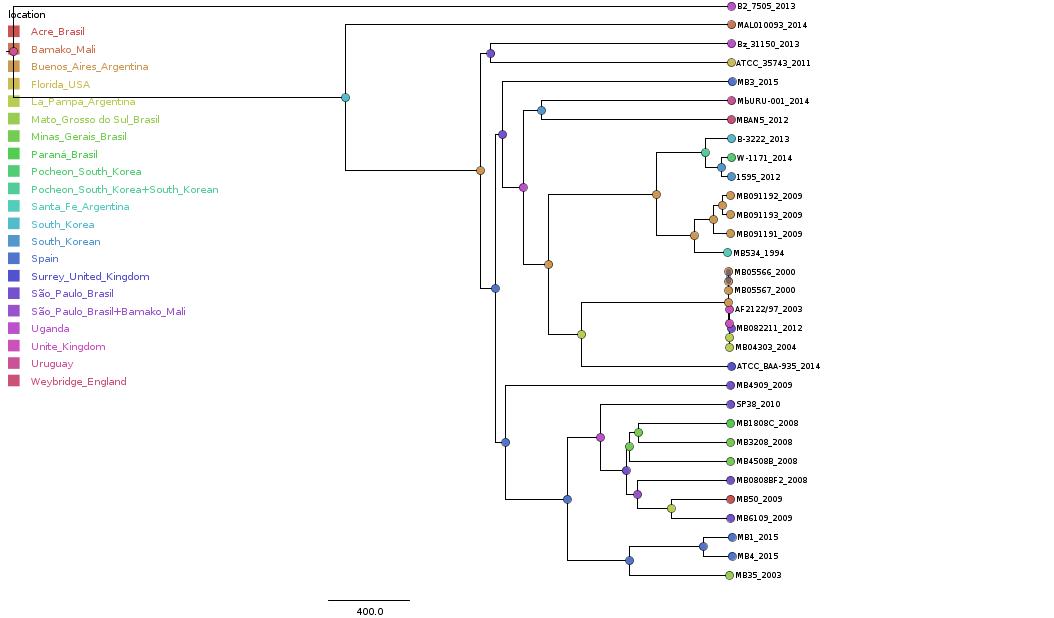 location
Acre_Brasil
Bamako_Mali
Buenos_Aires_Argentina
Florida_USA
La_Pampa_Argentina
Mato_Grosso do Sul_Brasil
Minas_Gerais_Brasil
Paraná_Brasil
Pocheon_South_Korea
Pocheon_South_Korea+South_Korean
Santa_Fe_Argentina
South_Korea
South_Korean
Spain
Surrey_United_Kingdom
São_Paulo_Brasil
São_Paulo_Brasil+Bamako_Mali
Uganda
Unite_Kingdom
Uruguay
Weybridge_England
B2_7505_2013
MAL010093_2014
Bz_31150_2013
ATCC_35743_2011
MB3_2015
MbURU-001_2014
MBAN5_2012
B-3222_2013
W-1171_2014
1595_2012
MB091192_2009
MB091193_2009
MB091191_2009
MB534_1994
MB05566_2000
MB05567_2000
AF2122/97_2003
MB082211_2012
MB04303_2004
ATCC_BAA-935_2014
MB4909_2009
SP38_2010
MB1808C_2008
MB3208_2008
MB4508B_2008
MB0808BF2_2008
MB50_2009
MB6109_2009
MB1_2015
MB4_2015
MB35_2003
400.0